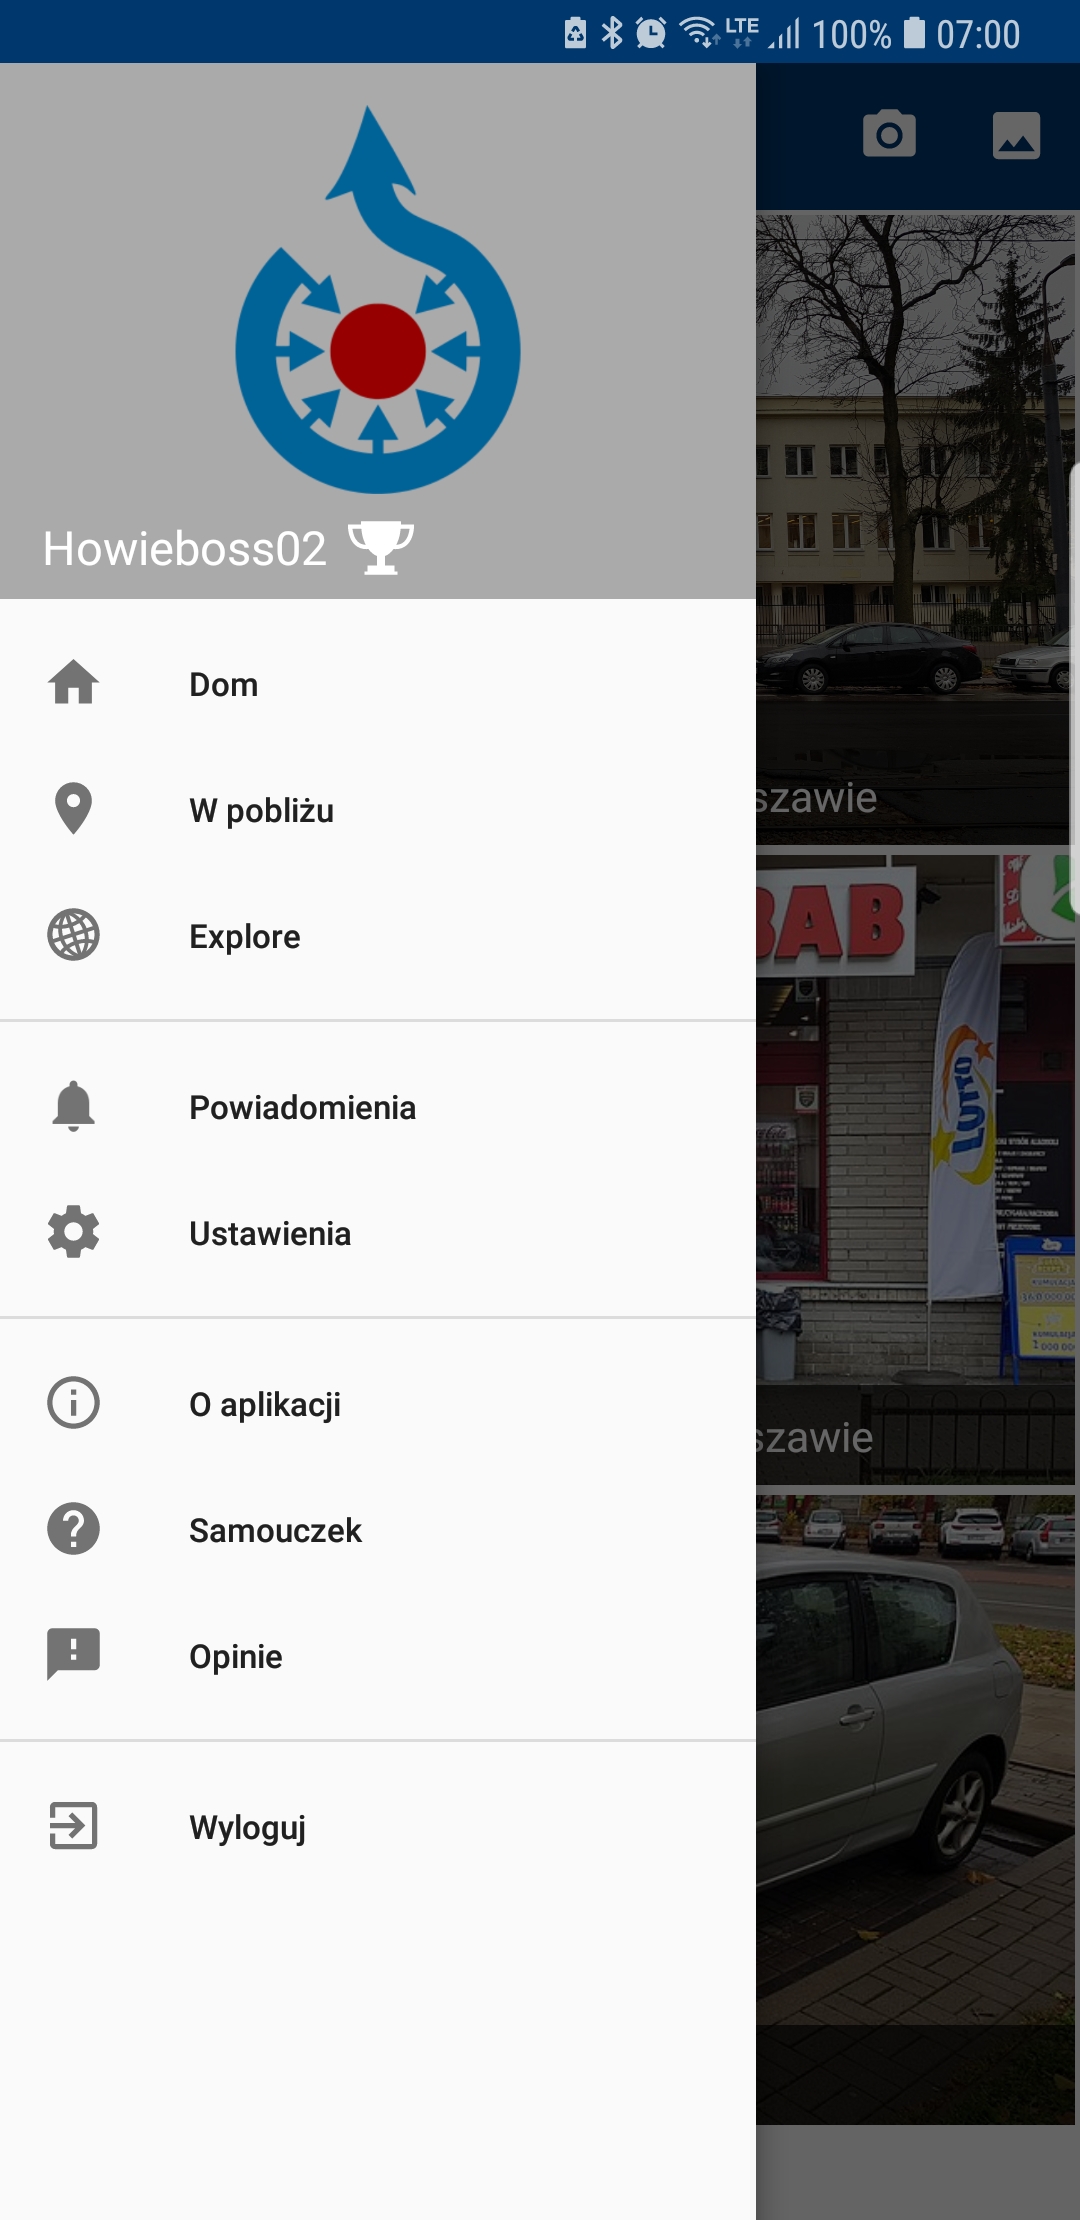 LTE 100% 07:00
Howieboss02
Dom
W pobliżu
Explore
Powiadomienia
Ustawienia
O aplikacji
Samouczek
Opinie
Wyloguj
szawie
BAB
LOTTO
szawie